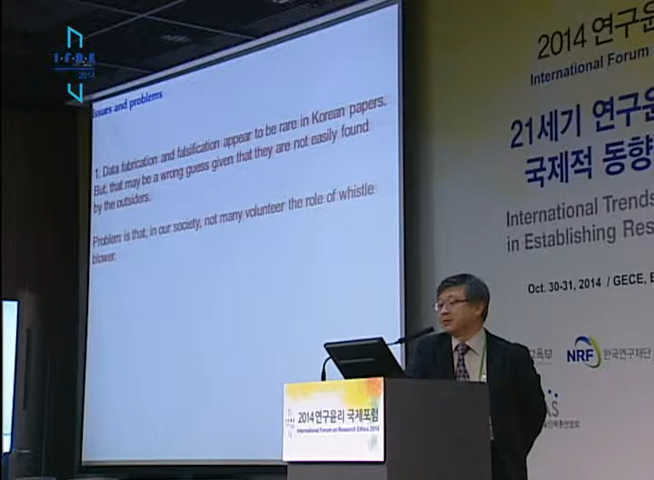 I·S·R·E
2014
Issues and problems
1. Data fabrication and falsification appear to be rare in Korean papers.
But, that may be a wrong guess given that they are not easily found
by the outsiders.
Problem is that, in our society, not many volunteer the role of whistle
blower.
2014 연구윤
International Forum
21세기 연구윤
국제적 동향
International Trends
in Establishing Res
Oct. 30-31, 2014 / GECE, E
교육부
NRF 한국연구재단
2014 연구윤리 국제포럼
International Forum on Research Ethics 2014